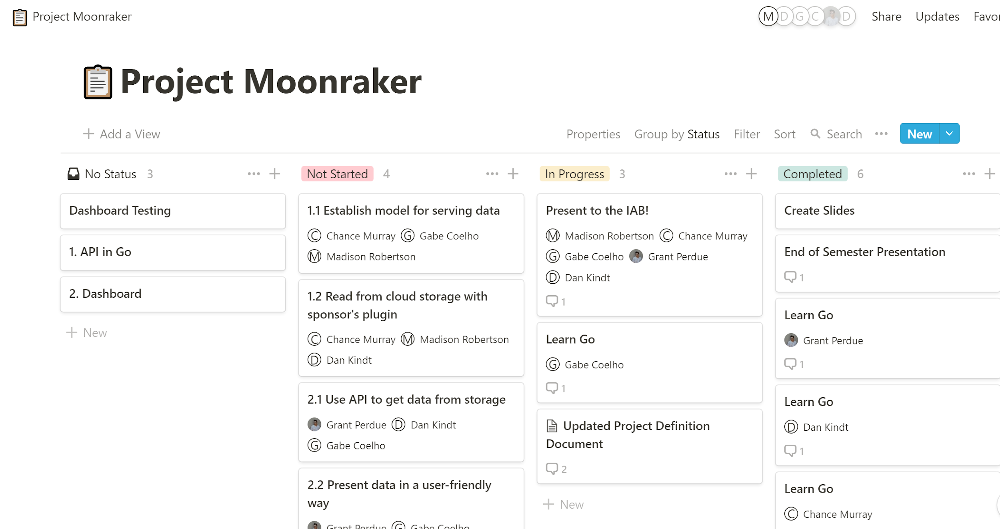 Project Moonraker
M D G C D Share Updates
Project Moonraker
Add a View
Properties Group by Status Filter Sort Search New
No Status 3
Dashboard Testing
1. API in Go
2. Dashboard
New
Not Started 4
1.1 Establish model for serving data
C Chance Murray G Gabe Coelho
M Madison Robertson
1.2 Read from cloud storage with
sponsor's plugin
C Chance Murray M Madison Robertson
D Dan Kindt
2.1 Use API to get data from storage
Grant Perdue D Dan Kindt
G Gabe Coelho
2.2 Present data in a user-friendly
way
Grant Perdue G Gabe Coelho
In Progress 3
Present to the IAB!
M Madison Robertson C Chance Murray
G Gabe Coelho Grant Perdue
D Dan Kindt
1
Learn Go
G Gabe Coelho
1
Updated Project Definition
Document
2
New
Completed 6
Create Slides
End of Semester Presentation
1
Learn Go
Grant Perdue
1
Learn Go
D Dan Kindt
1
Learn Go
C Chance Murray